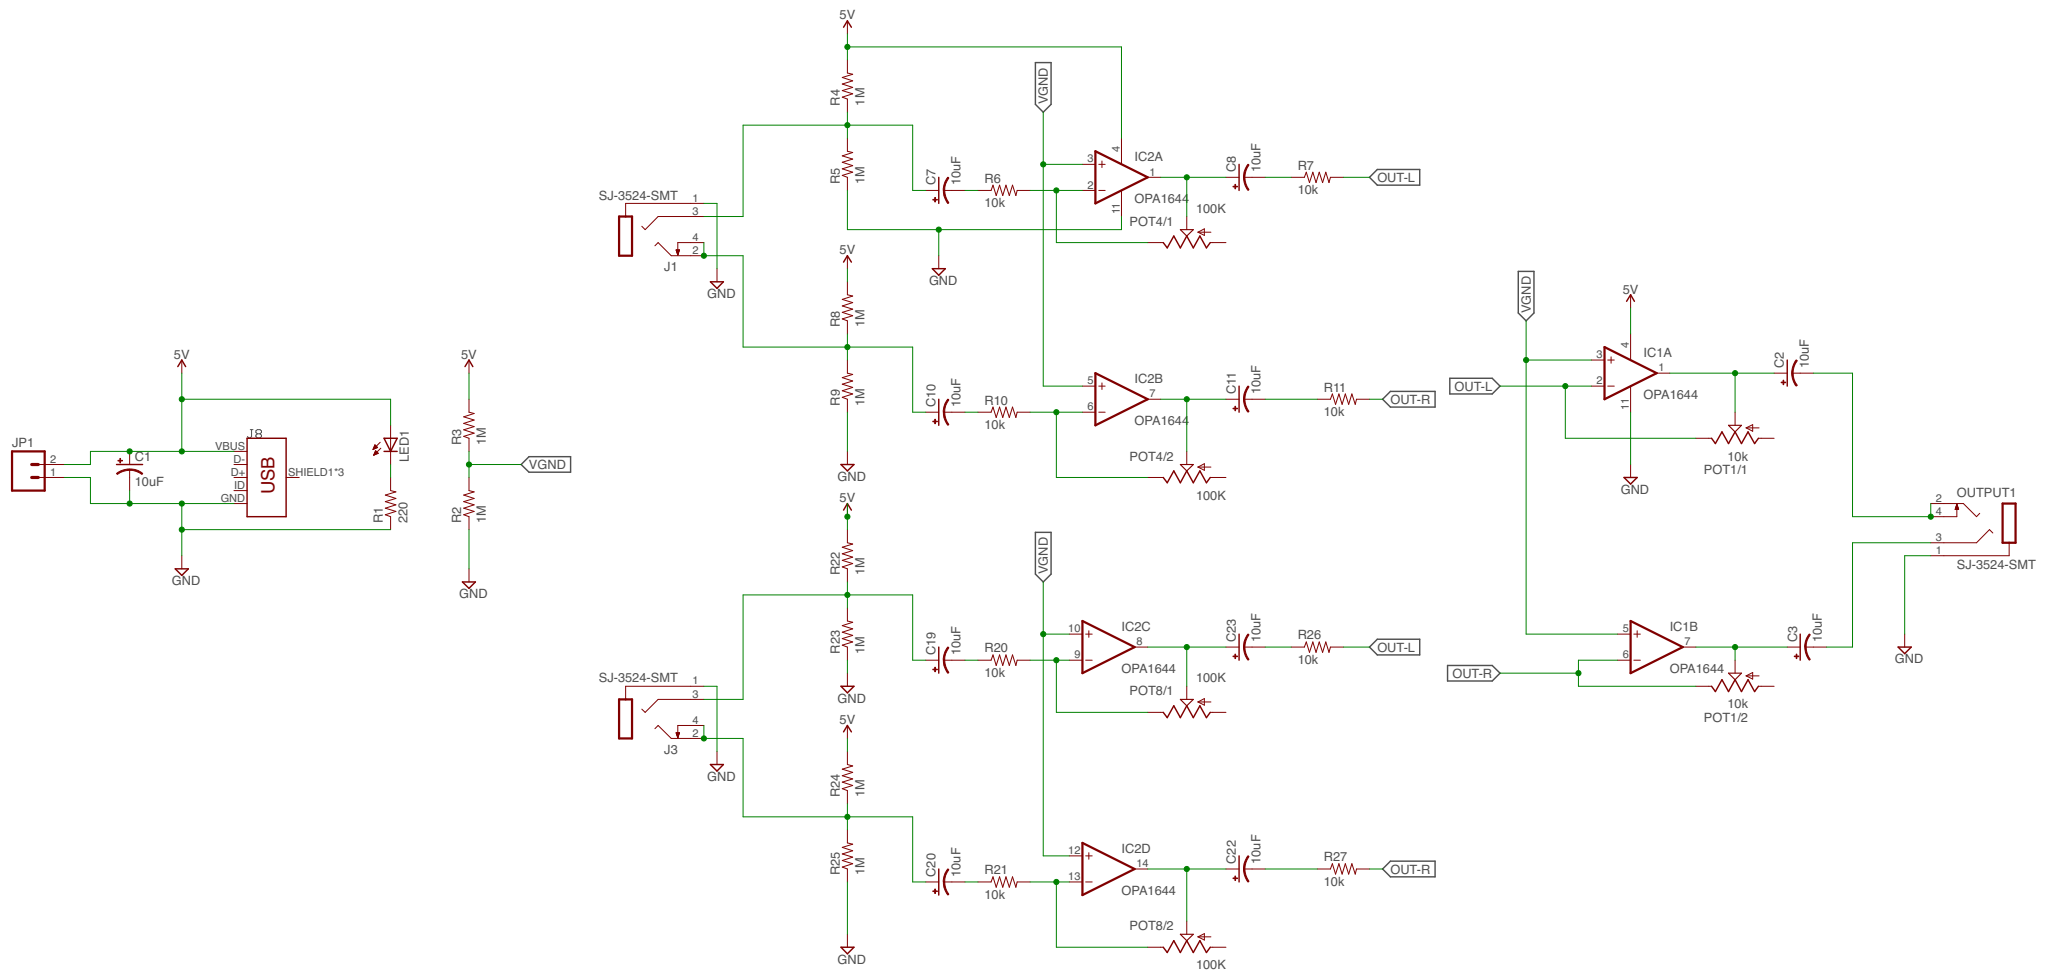 JP1
2
1
5V
C1
10uF
GND
J8
VBUS
D-
D+
ID
GND
USB
SHIELD1*3
LED1
R1
220
5V
R3
1M
VGND
R2
1M
GND
SJ-3524-SMT
1
3
4
2
J1
GND
5V
R4
1M
R5
1M
GND
C7
10uF
R6
10k
VGND
3
2
4
11
1
IC2A
OPA1644
POT4/1
100K
C8
10uF
R7
10k
OUT-L
5V
R8
1M
R9
1M
GND
C10
10uF
R10
10k
5
6
7
IC2B
OPA1644
POT4/2
100K
C11
10uF
R11
10k
OUT-R
SJ-3524-SMT
1
3
4
2
J3
GND
5V
R22
1M
R23
1M
GND
C19
10uF
R20
10k
VGND
10
9
8
IC2C
OPA1644
POT8/1
100K
C23
10uF
R26
10k
OUT-L
5V
R24
1M
R25
1M
GND
C20
10uF
R21
10k
12
13
14
IC2D
OPA1644
POT8/2
100K
C22
10uF
R27
10k
OUT-R
VGND
5V
OUT-L
3
2
4
11
1
IC1A
OPA1644
10k
POT1/1
GND
C2
10uF
OUT-R
5
6
7
IC1B
OPA1644
10k
POT1/2
C3
10uF
OUTPUT1
2
4
3
1
SJ-3524-SMT
GND